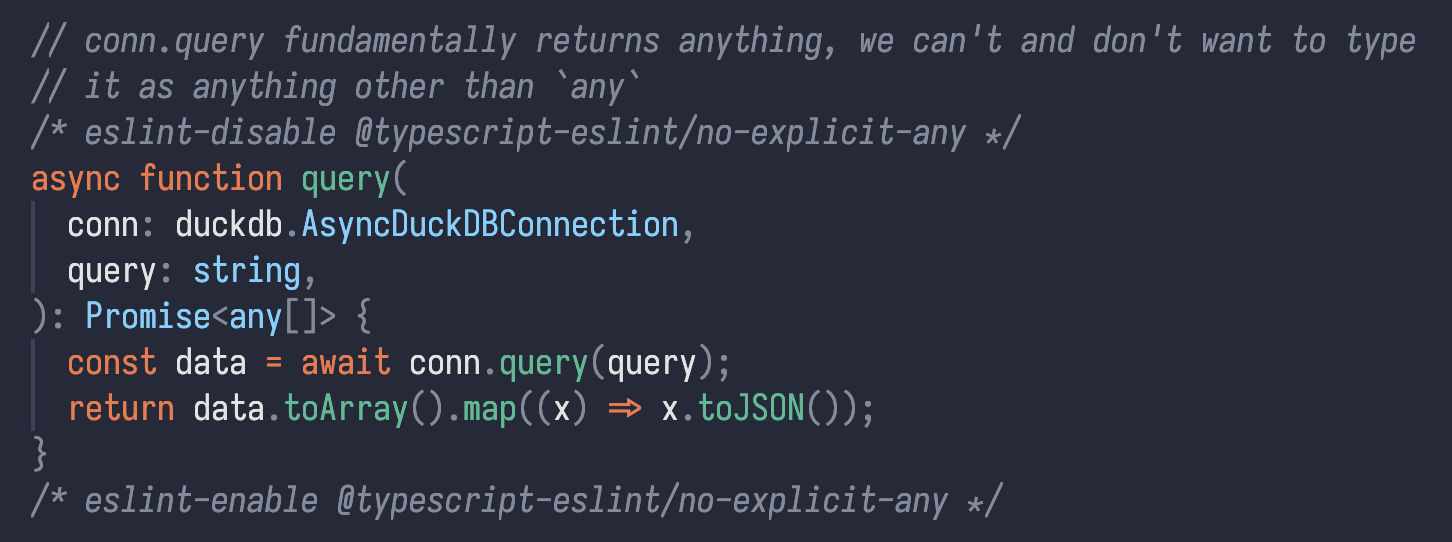 // conn.query fundamentally returns anything, we can't and don't want to type
// it as anything other than `any`
/* eslint-disable @typescript-eslint/no-explicit-any */
async function query(
  conn: duckdb.AsyncDuckDBConnection,
  query: string,
): Promise<any[]> {
  const data = await conn.query(query);
  return data.toArray().map((x) => x.toJSON());
}
/* eslint-enable @typescript-eslint/no-explicit-any */